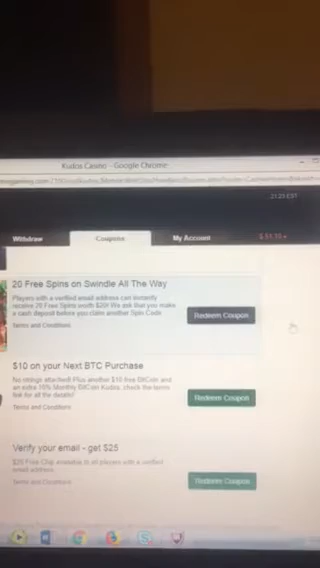 Kudos Casino - Google Chrome
21:23 EST
Withdraw
Coupons
My Account
20 Free Spins on Swindle All The Way
Players with a verified email address can instantly
receive 20 Free Spins worth $20! We ask that you make
a cash deposit before you claim another Spin Code.
Terms and Conditions
Redeem Coupon
$10 on your Next BTC Purchase
No strings attached! Plus another $10 free BitCoin and
an extra 15% Monthly BitCoin Kudos, check the terms
link for all the details!
Terms and Conditions
Redeem Coupon
Verify your email - get $25
$25 Free Chip available to all players with a verified
email address.
Terms and Conditions
Redeem Coupon